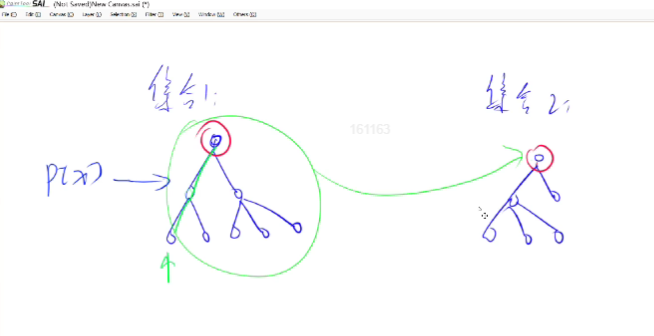 PaintTool SAI (Not Saved)New Canvas.sai (*)
File (F) Edit (E) Canvas (C) Layer (L) Selection (S) Filter (T) View (V) Window (W) Others (O)
集合1:
集合2:
161163
P(x)